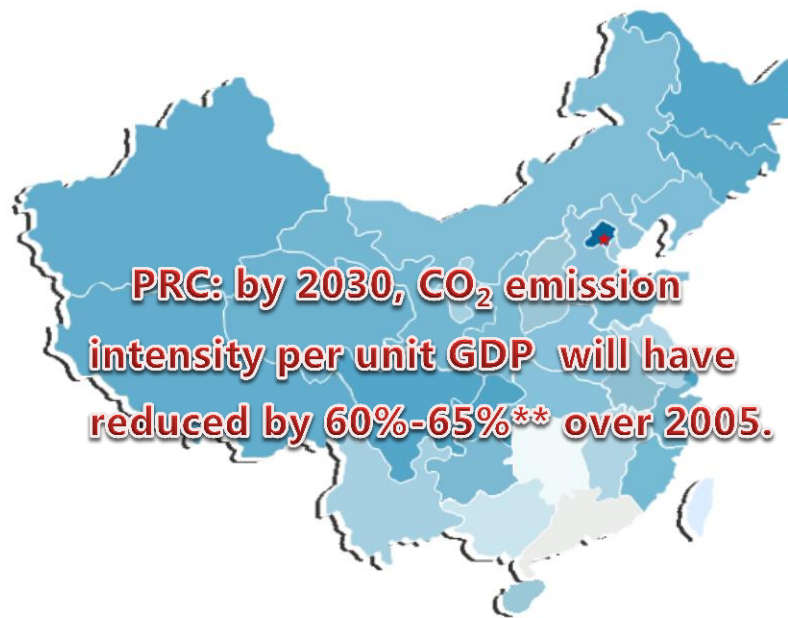 PRC: by 2030, CO₂ emission
intensity per unit GDP will have
reduced by 60%-65%** over 2005.